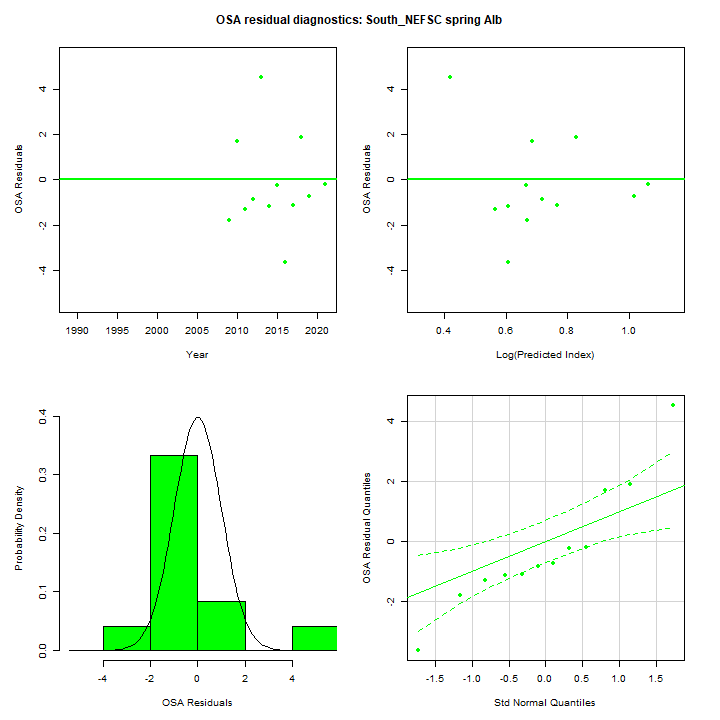 OSA residual diagnostics: South_NEFSC spring Alb
OSA Residuals
4
2
0
-2
-4
1990 1995 2000 2005 2010 2015 2020
Year
OSA Residuals
4
2
0
-2
-4
0.4 0.6 0.8 1.0
Log(Predicted Index)
Probability Density
0.4
0.3
0.2
0.1
0.0
-4 -2 0 2 4
OSA Residuals
OSA Residual Quantiles
4
2
0
-2
-1.5 -1.0 -0.5 0.0 0.5 1.0 1.5
Std Normal Quantiles